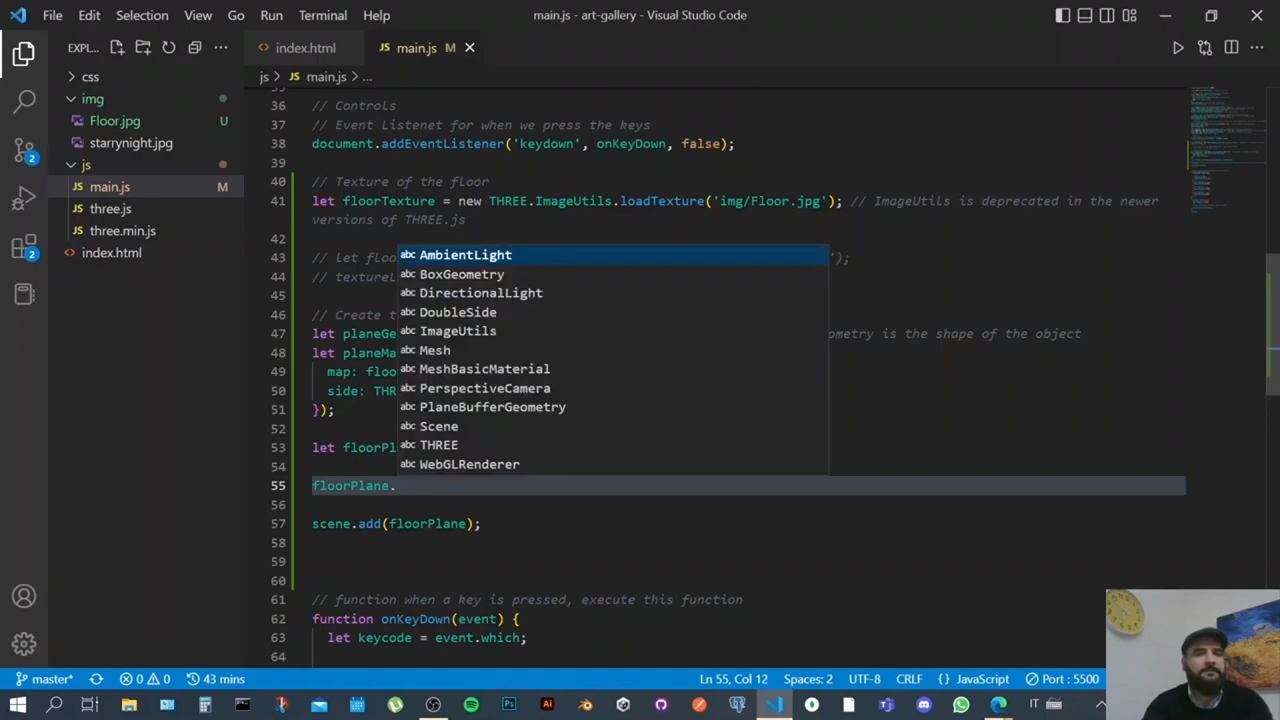 File Edit Selection View Go Run Terminal Help
main.js - art-gallery - Visual Studio Code
EXPL...
index.html
main.js M
css
img
Floor.jpg U
starrynight.jpg
js
main.js M
three.js
three.min.js
index.html
js > main.js > ...
36 // Controls
37 // Event Listenet for when we press the keys
38 document.addEventListener('keydown', onKeyDown, false);
39
40 // Texture of the floor
41 let floorTexture = new THREE.ImageUtils.loadTexture('img/Floor.jpg'); // ImageUtils is deprecated in the newer
versions of THREE.js
42
43 // let floo ');
44 // textureL
45
46 // Create t
47 let planeGe ometry is the shape of the object
48 let planeMa
49 map: floo
50 side: THR
51 });
52
53 let floorPl
54
55 floorPlane.
56
57 scene.add(floorPlane);
58
59
60
61 // function when a key is pressed, execute this function
62 function onKeyDown(event) {
63 let keycode = event.which;
64
abc AmbientLight
abc BoxGeometry
abc DirectionalLight
abc DoubleSide
abc ImageUtils
abc Mesh
abc MeshBasicMaterial
abc PerspectiveCamera
abc PlaneBufferGeometry
abc Scene
abc THREE
abc WebGLRenderer
2
2
master* 0 0 43 mins Ln 55, Col 12 Spaces: 2 UTF-8 CRLF {} JavaScript Port : 5500
Ps Ai IT